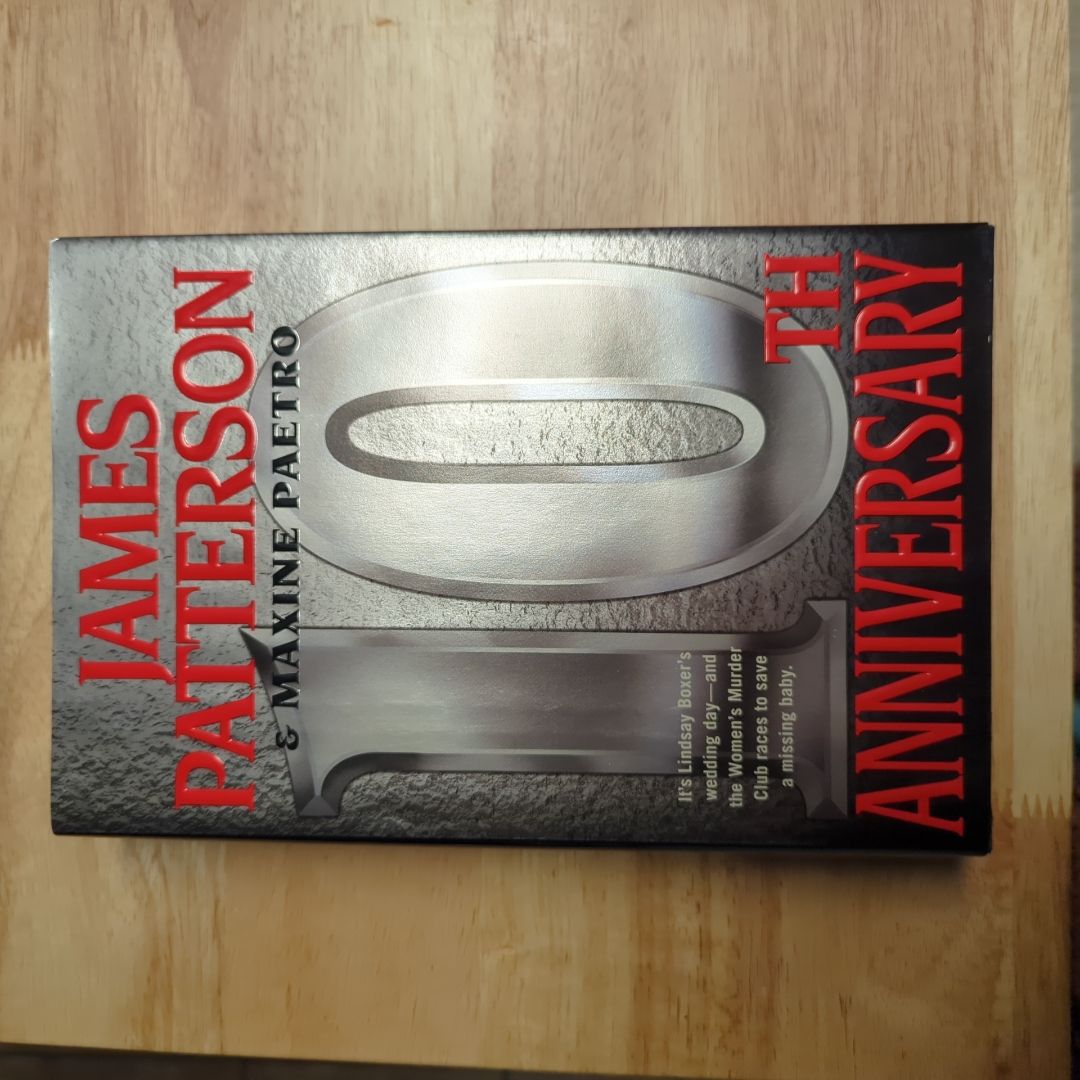 JAMES
PATTERSON
& MAXINE PAETRO
10
TH
It's Lindsay Boxer's
wedding day—and
the Women's Murder
Club races to save
a missing baby.
ANNIVERSARY